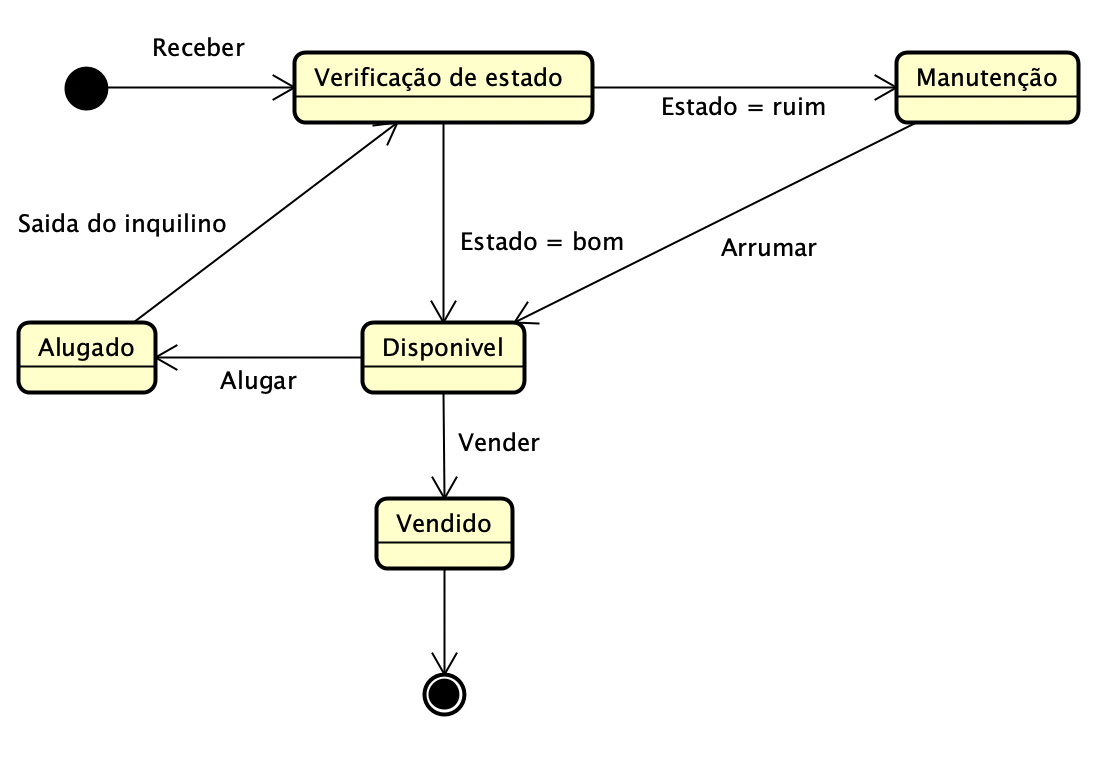 Receber
Verificação de estado
Manutenção
Estado = ruim
Saida do inquilino
Estado = bom
Arrumar
Alugado
Disponivel
Alugar
Vender
Vendido